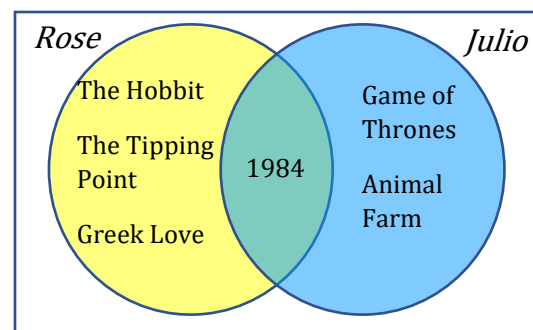 Rose
Julio
The Hobbit
The Tipping
Point
Greek Love
1984
Game of
Thrones
Animal
Farm